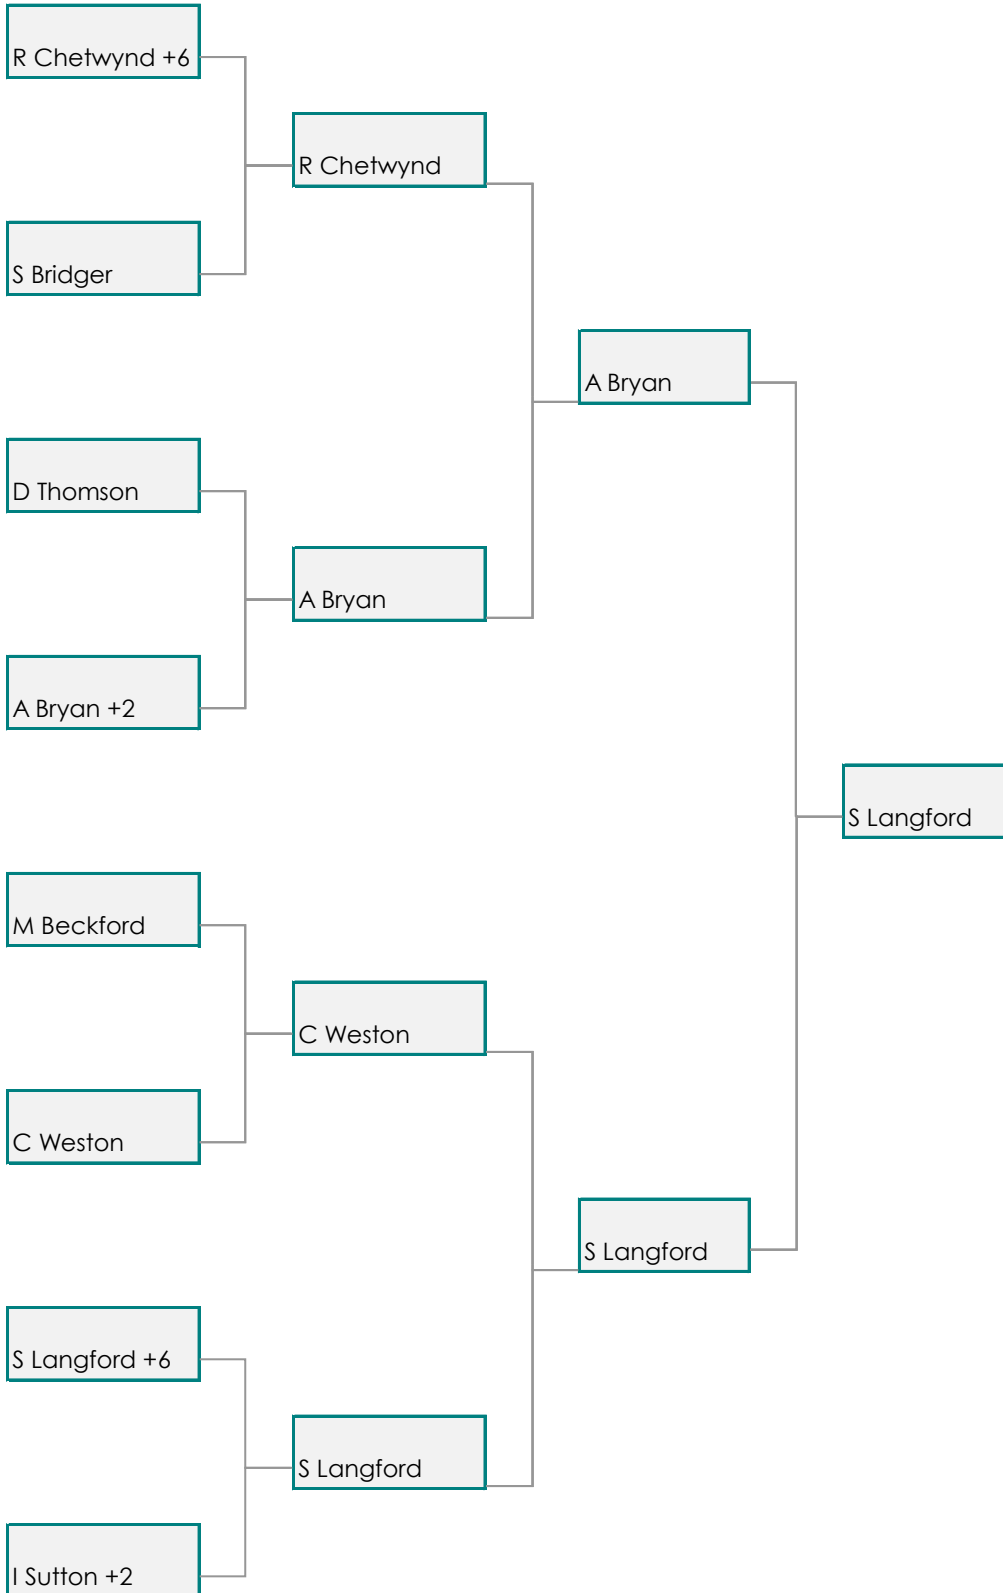 R Chetwynd +6
R Chetwynd
S Bridger
A Bryan
D Thomson
A Bryan
A Bryan +2
S Langford
M Beckford
C Weston
C Weston
S Langford
S Langford +6
S Langford
I Sutton +2